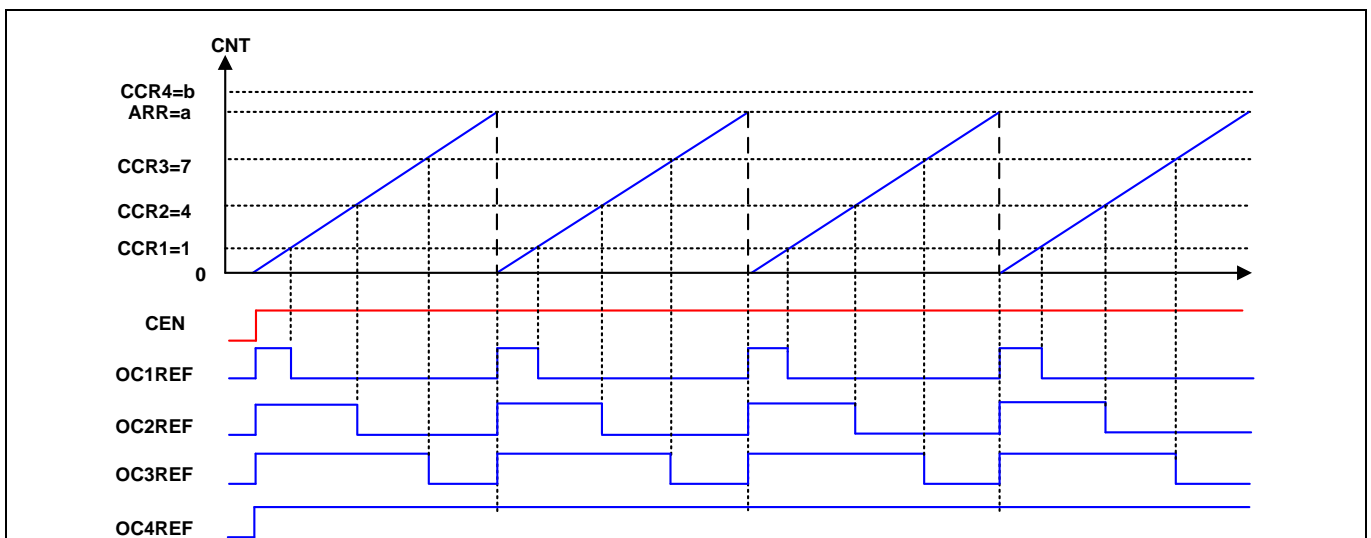 CNT
CCR4=b
ARR=a
CCR3=7
CCR2=4
CCR1=1
0
CEN
OC1REF
OC2REF
OC3REF
OC4REF